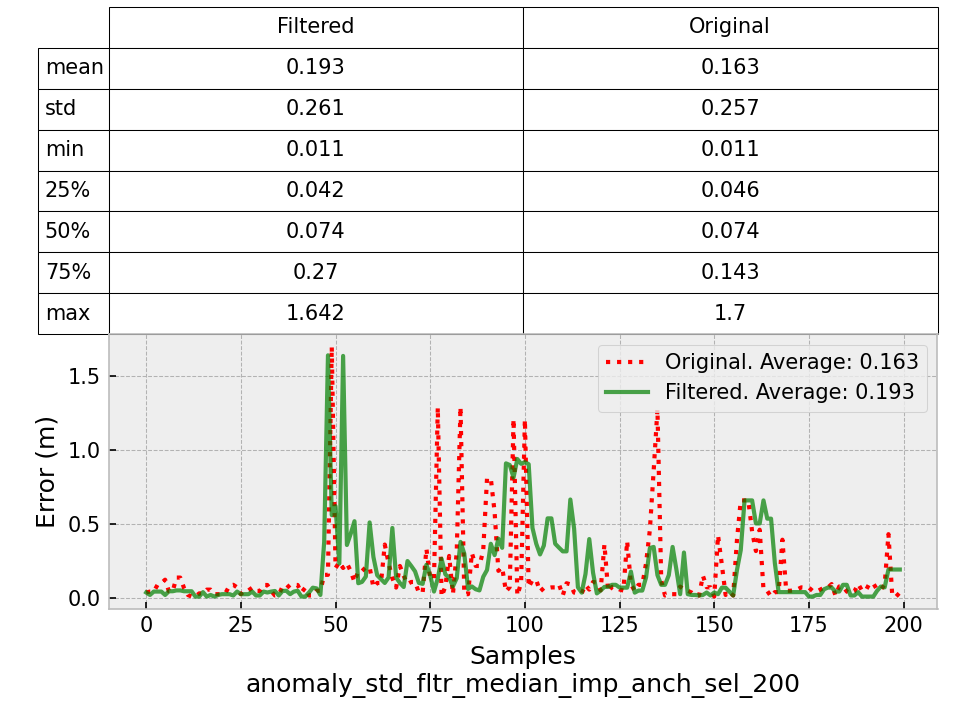 Filtered Original
mean 0.193 0.163
std 0.261 0.257
min 0.011 0.011
25% 0.042 0.046
50% 0.074 0.074
75% 0.27 0.143
max 1.642 1.7
Original. Average: 0.163
Filtered. Average: 0.193
Error (m)
1.5
1.0
0.5
0.0
0 25 50 75 100 125 150 175 200
Samples
anomaly_std_fltr_median_imp_anch_sel_200